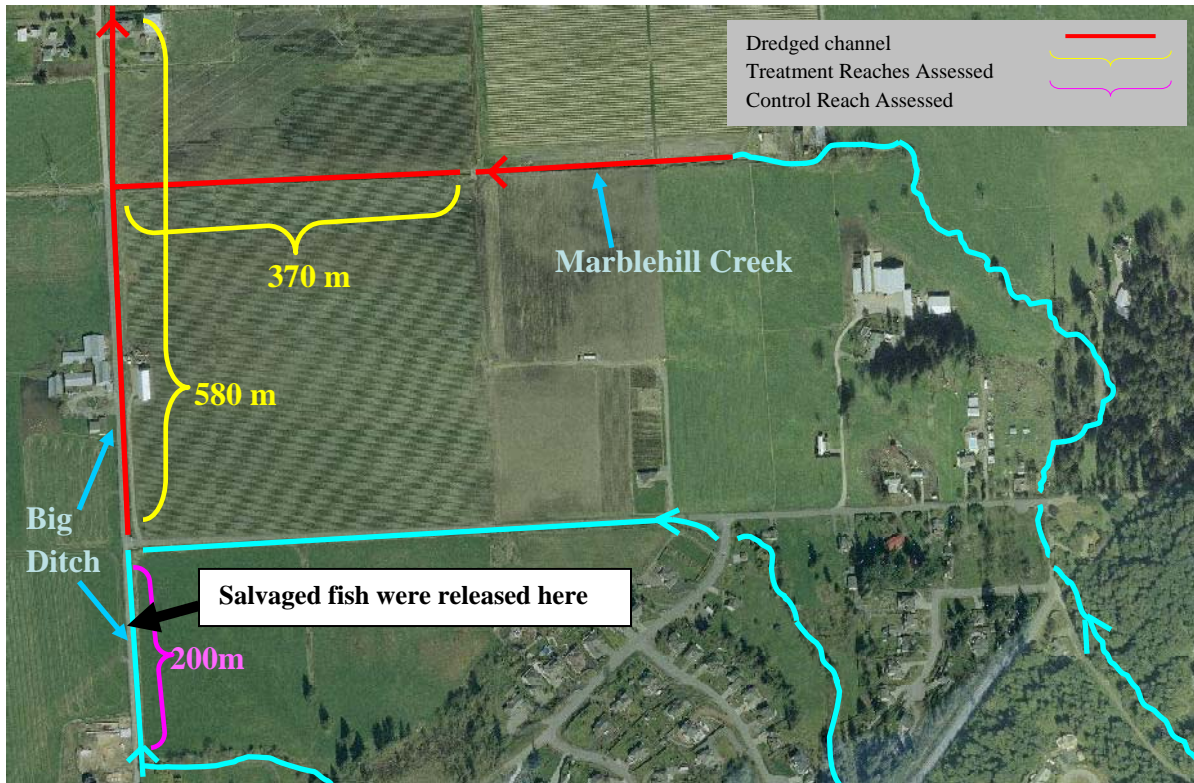 Dredged channel
Treatment Reaches Assessed
Control Reach Assessed
370 m
Marblehill Creek
580 m
Big
Ditch
Salvaged fish were released here
200m